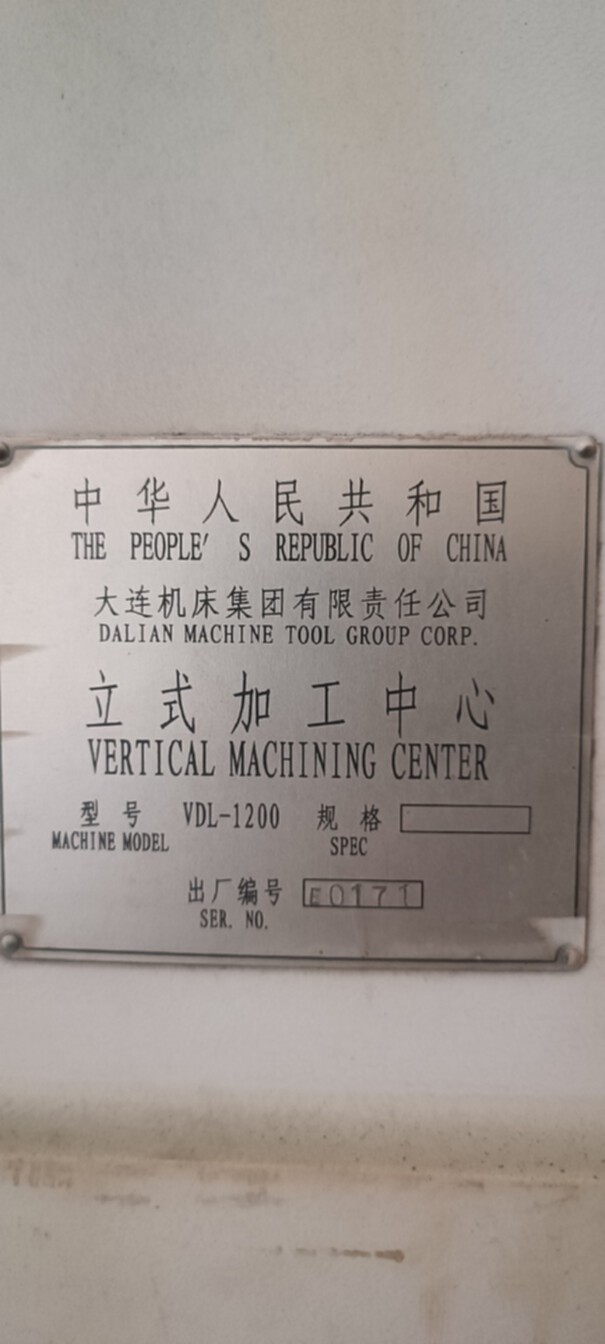 中华人民共和国
THE PEOPLE' S REPUBLIC OF CHINA
大连机床集团有限责任公司
DALIAN MACHINE TOOL GROUP CORP.
立式加工中心
VERTICAL MACHINING CENTER
型号 VDL-1200 规格
MACHINE MODEL SPEC
出厂编号 E0171
SER. NO.